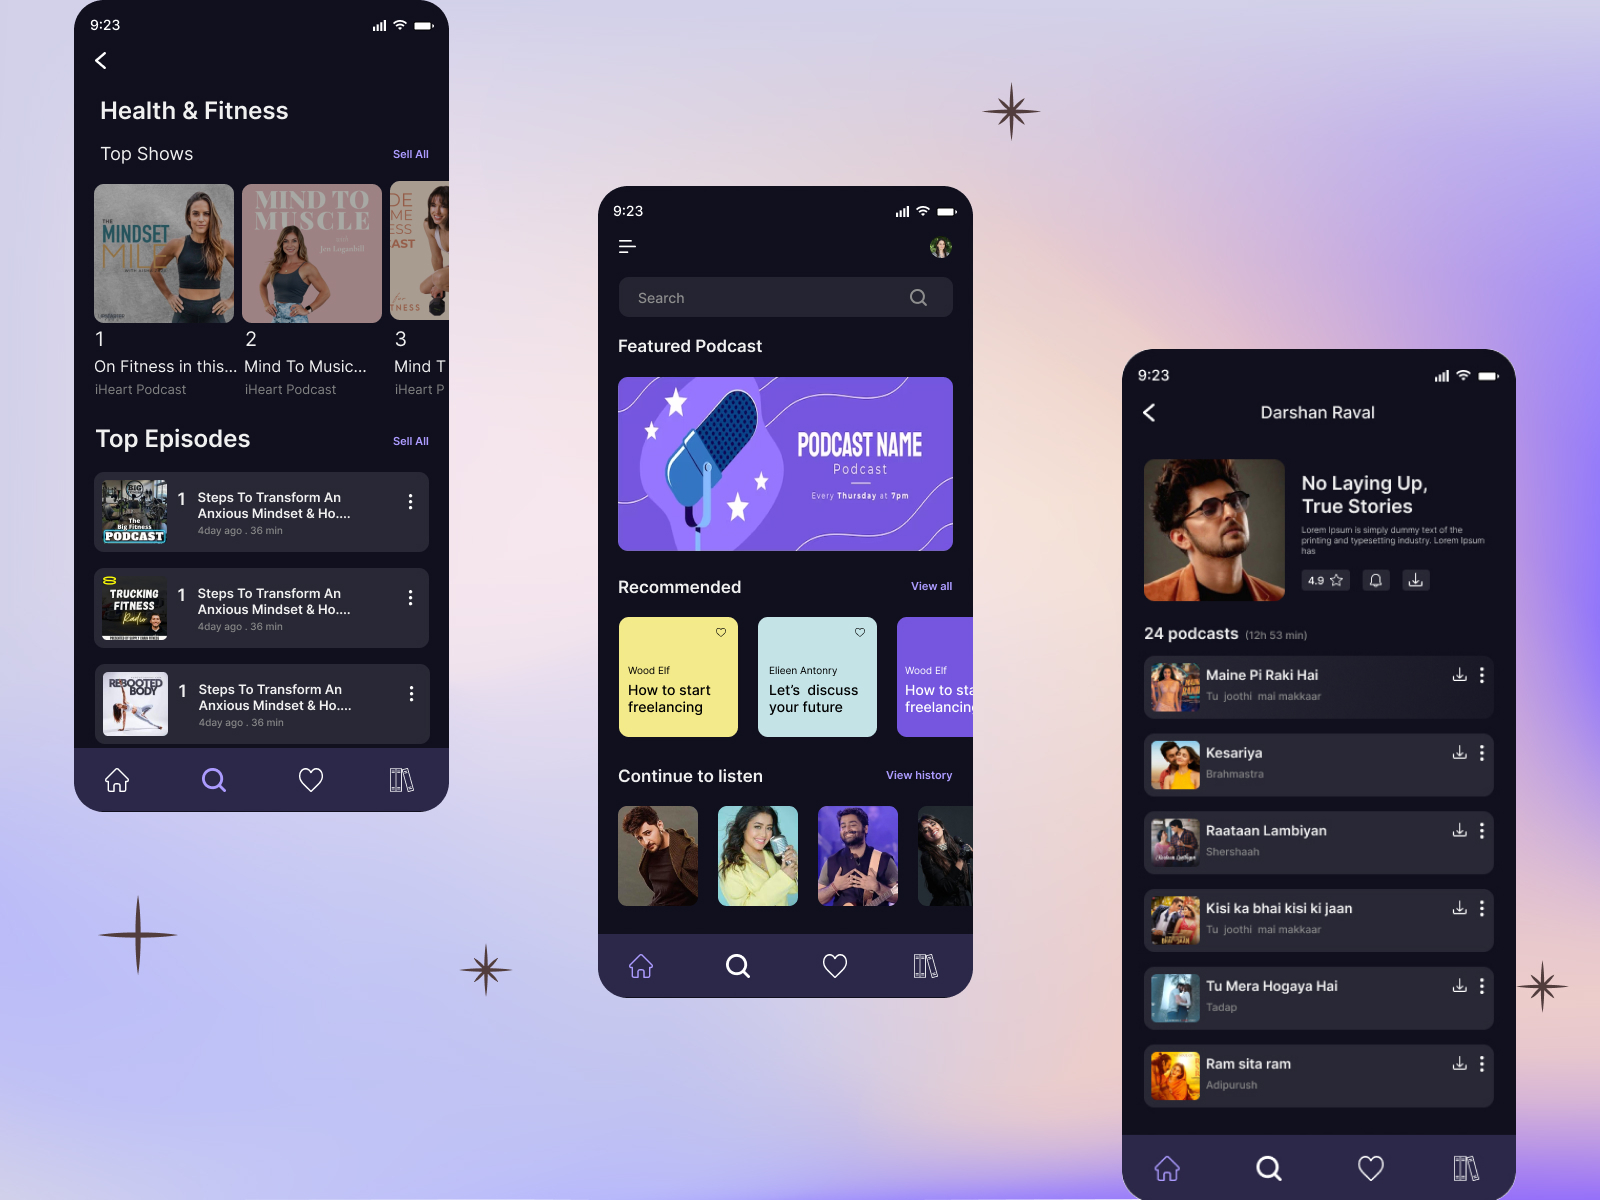 9:23
Health & Fitness
Top Shows
Sell All
THE
MINDSET
MILE
MIND TO
MUSCLE
with
Jen Loganbill
1
2
3
On Fitness in this...
Mind To Music...
Mind T
iHeart Podcast
iHeart Podcast
iHeart P
Top Episodes
Sell All
BIG
The
Big Fitness
PODCAST
1
Steps To Transform An
Anxious Mindset & Ho....
4day ago . 36 min
TRUCKING
FITNESS
Radio
1
Steps To Transform An
Anxious Mindset & Ho....
4day ago . 36 min
REBOOTED
BODY
1
Steps To Transform An
Anxious Mindset & Ho....
4day ago . 36 min
9:23
Search
Featured Podcast
PODCAST NAME
Podcast
Every Thursday at 7pm
Recommended
View all
Wood Elf
How to start
freelancing
Elieen Antonry
Let's discuss
your future
Wood Elf
How to sta
freelancin
Continue to listen
View history
9:23
Darshan Raval
No Laying Up,
True Stories
Lorem Ipsum is simply dummy text of the
printing and typesetting industry. Lorem Ipsum
has
4.9
24 podcasts (12h 53 min)
Maine Pi Raki Hai
Tu joothi mai makkaar
Kesariya
Brahmastra
Raataan Lambiyan
Shershaah
Kisi ka bhai kisi ki jaan
Tu joothi mai makkaar
Tu Mera Hogaya Hai
Tadap
Ram sita ram
Adipurush